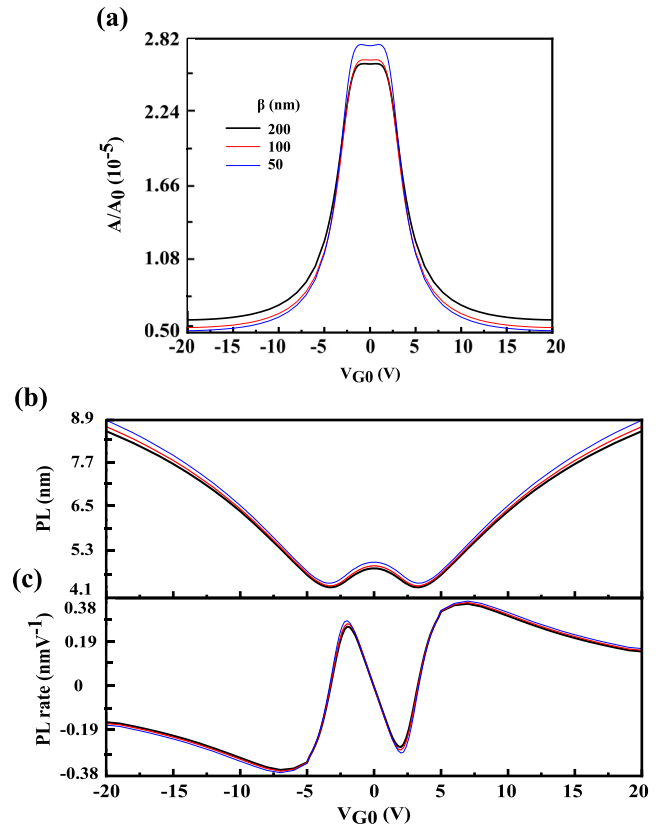 (a)
2.82
2.24
1.66
1.08
0.50
A/A0 (10-5)
β (nm)
200
100
50
-20 -15 -10 -5 0 5 10 15 20
VG0 (V)
(b)
8.9
7.7
6.5
5.3
4.1
PL (nm)
(c)
0.38
0.19
0
-0.19
-0.38
PL rate (nmV-1)
-20 -15 -10 -5 0 5 10 15 20
VG0 (V)